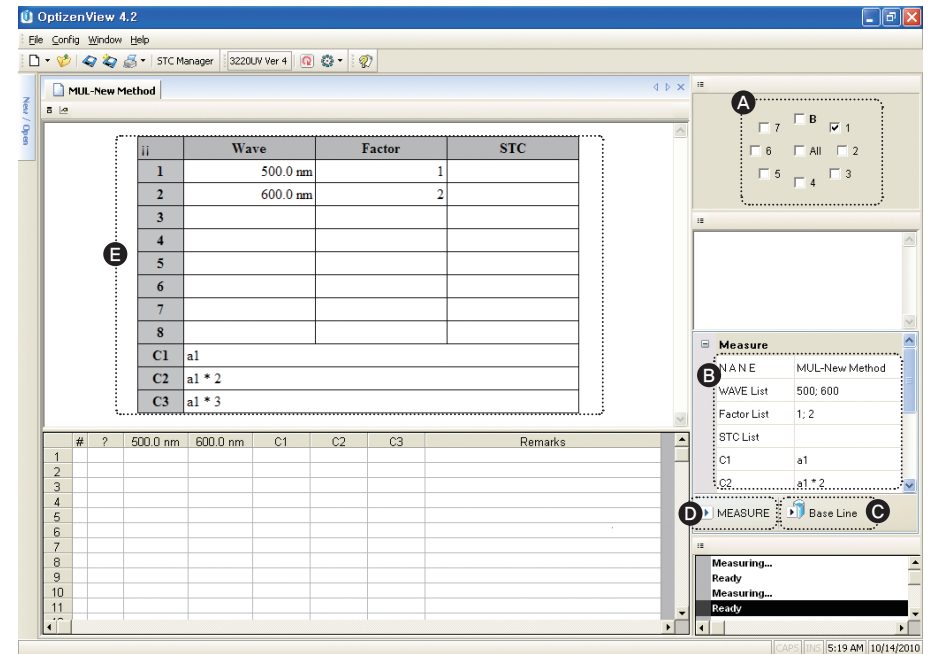 OptizenView 4.2
File Config Window Help
STC Manager 3220UV Ver 4
New / Open
MUL-New Method
A
7 B 1
6 All 2
5 4 3
E
¡¡ Wave Factor STC
1 500.0 nm 1
2 600.0 nm 2
3
4
5
6
7
8
C1 a1
C2 a1 * 2
C3 a1 * 3
Measure
B
N A N E MUL-New Method
WAVE List 500; 600
Factor List 1; 2
STC List
C1 a1
C2 a1 * 2
D MEASURE Base Line C
# ? 500.0 nm 600.0 nm C1 C2 C3 Remarks
1
2
3
4
5
6
7
8
9
10
11
Measuring...
Ready
Measuring...
Ready
CAPS INS 5:19 AM 10/14/2010